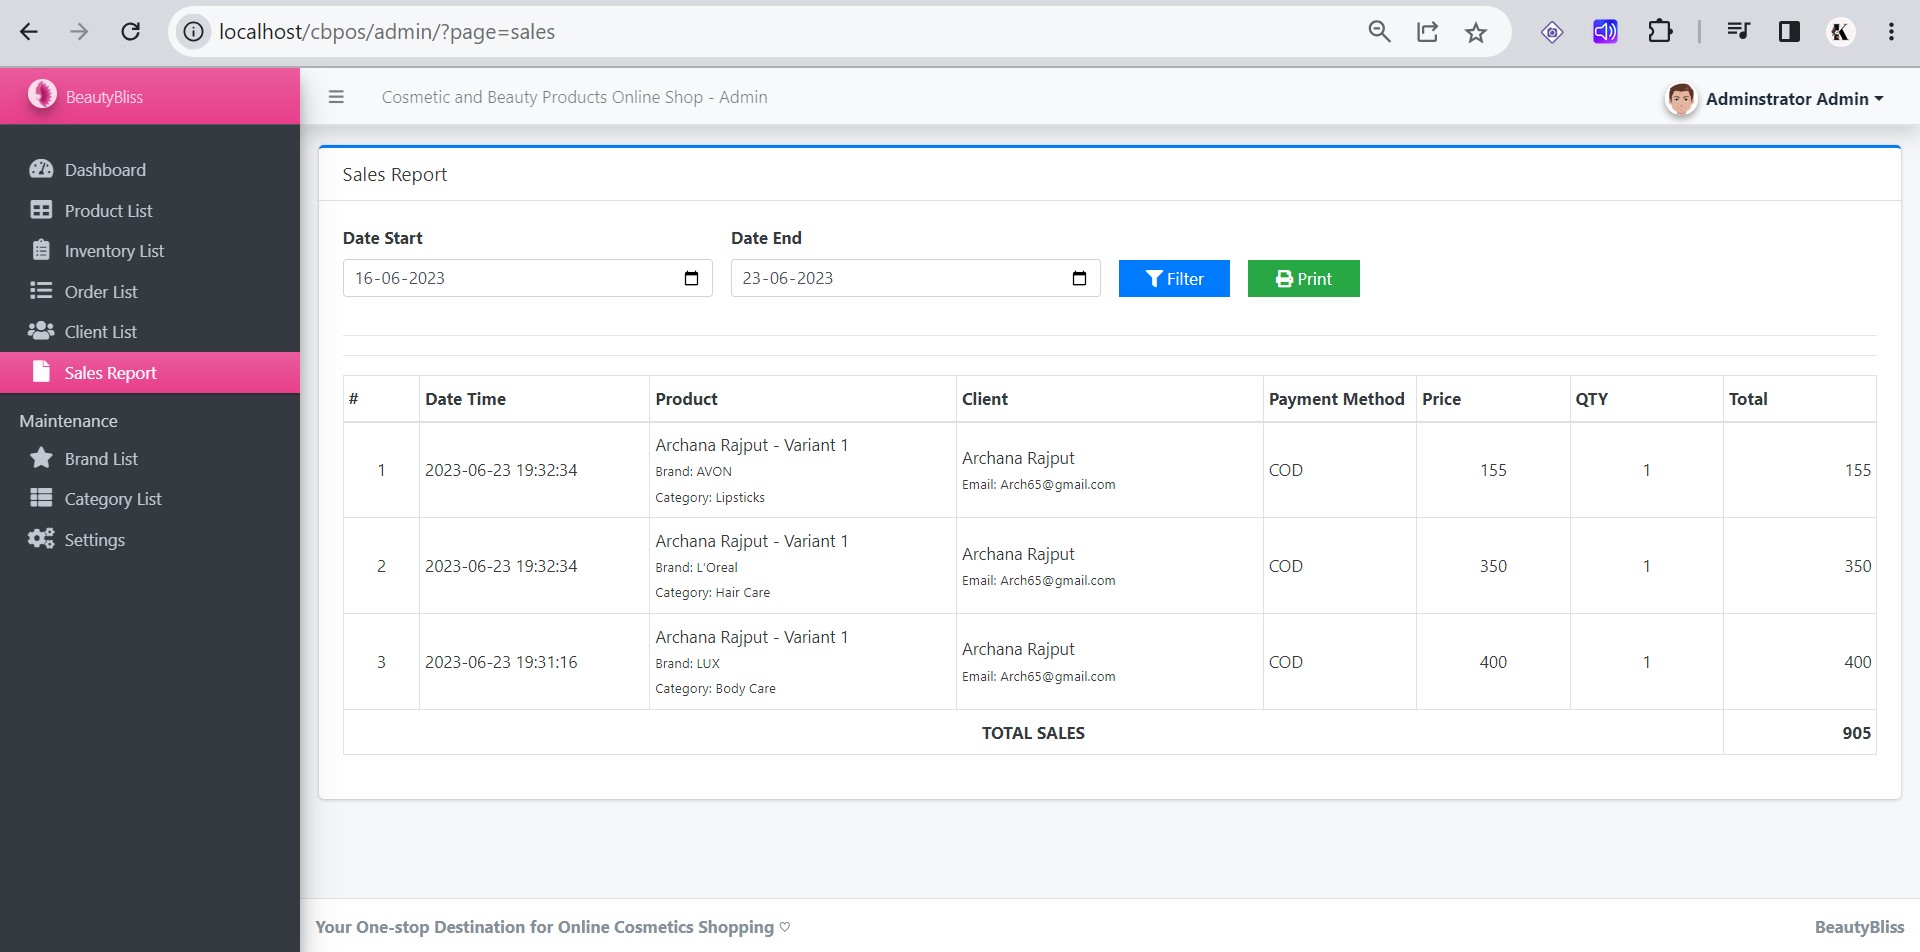 localhost/cbpos/admin/?page=sales
K
BeautyBliss
Cosmetic and Beauty Products Online Shop - Admin
Adminstrator Admin
Dashboard
Product List
Inventory List
Order List
Client List
Sales Report
Maintenance
Brand List
Category List
Settings
Sales Report
Date Start
Date End
16-06-2023
23-06-2023
Filter
Print
# Date Time Product Client Payment Method Price QTY Total
1 2023-06-23 19:32:34 Archana Rajput - Variant 1
Brand: AVON
Category: Lipsticks
Archana Rajput
Email: Arch65@gmail.com
COD 155 1 155
2 2023-06-23 19:32:34 Archana Rajput - Variant 1
Brand: L'Oreal
Category: Hair Care
Archana Rajput
Email: Arch65@gmail.com
COD 350 1 350
3 2023-06-23 19:31:16 Archana Rajput - Variant 1
Brand: LUX
Category: Body Care
Archana Rajput
Email: Arch65@gmail.com
COD 400 1 400
TOTAL SALES 905
Your One-stop Destination for Online Cosmetics Shopping ♡
BeautyBliss